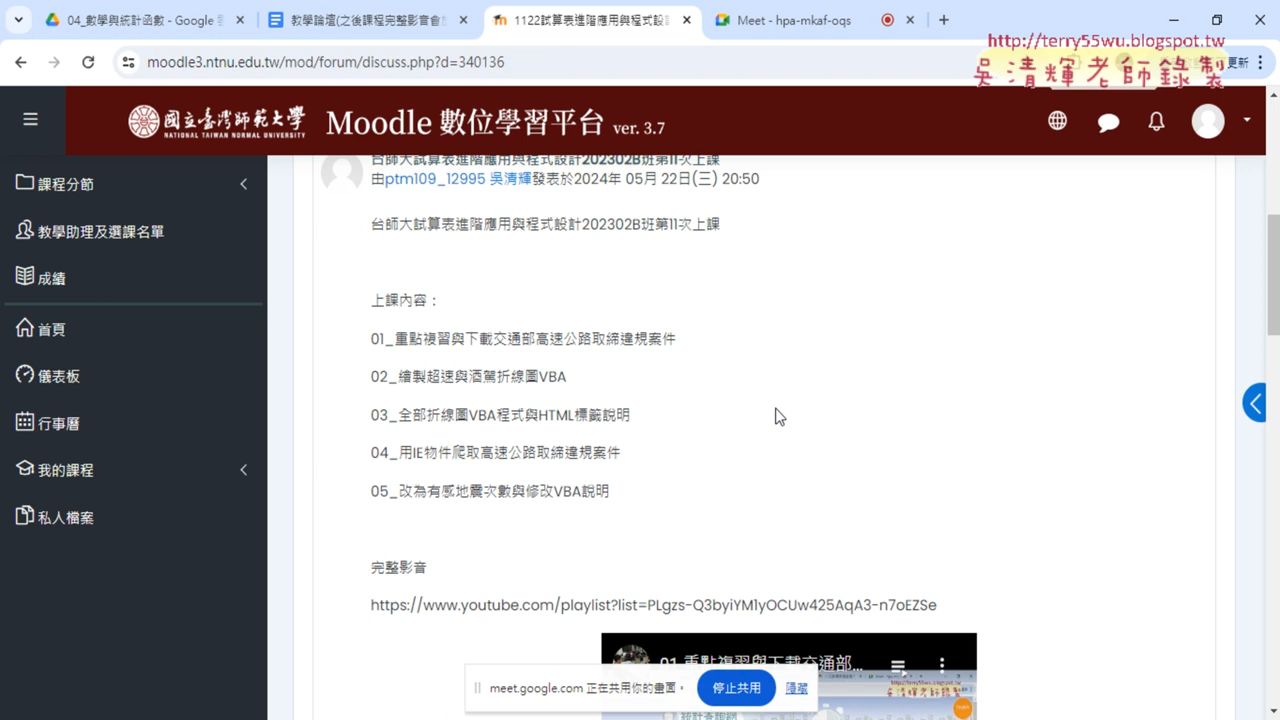 04_數學與統計函數 - Google
教學論壇(之後課程完整影音會
1122試算表進階應用與程式設
Meet - hpa-mkaf-oqs
http://terry55wu.blogspot.tw
吳清輝老師錄製
moodle3.ntnu.edu.tw/mod/forum/discuss.php?d=340136
更新
國立臺灣師範大學
NATIONAL TAIWAN NORMAL UNIVERSITY
Moodle 數位學習平台 ver. 3.7
課程分節
教學助理及選課名單
成績
首頁
儀表板
行事曆
我的課程
私人檔案
台師大試算表進階應用與程式設計202302B班第11次上課
由ptm109_12995 吳清輝發表於2024年 05月 22日(三) 20:50
台師大試算表進階應用與程式設計202302B班第11次上課
上課內容：
01_重點複習與下載交通部高速公路取締違規案件
02_繪製超速與酒駕折線圖VBA
03_全部折線圖VBA程式與HTML標籤說明
04_用IE物件爬取高速公路取締違規案件
05_改為有感地震次數與修改VBA說明
完整影音
https://www.youtube.com/playlist?list=PLgzs-Q3byiYM1yOCUw425AqA3-n7oEZSe
01_重點複習與下載交通部...
meet.google.com 正在共用你的畫面。
停止共用
隱藏